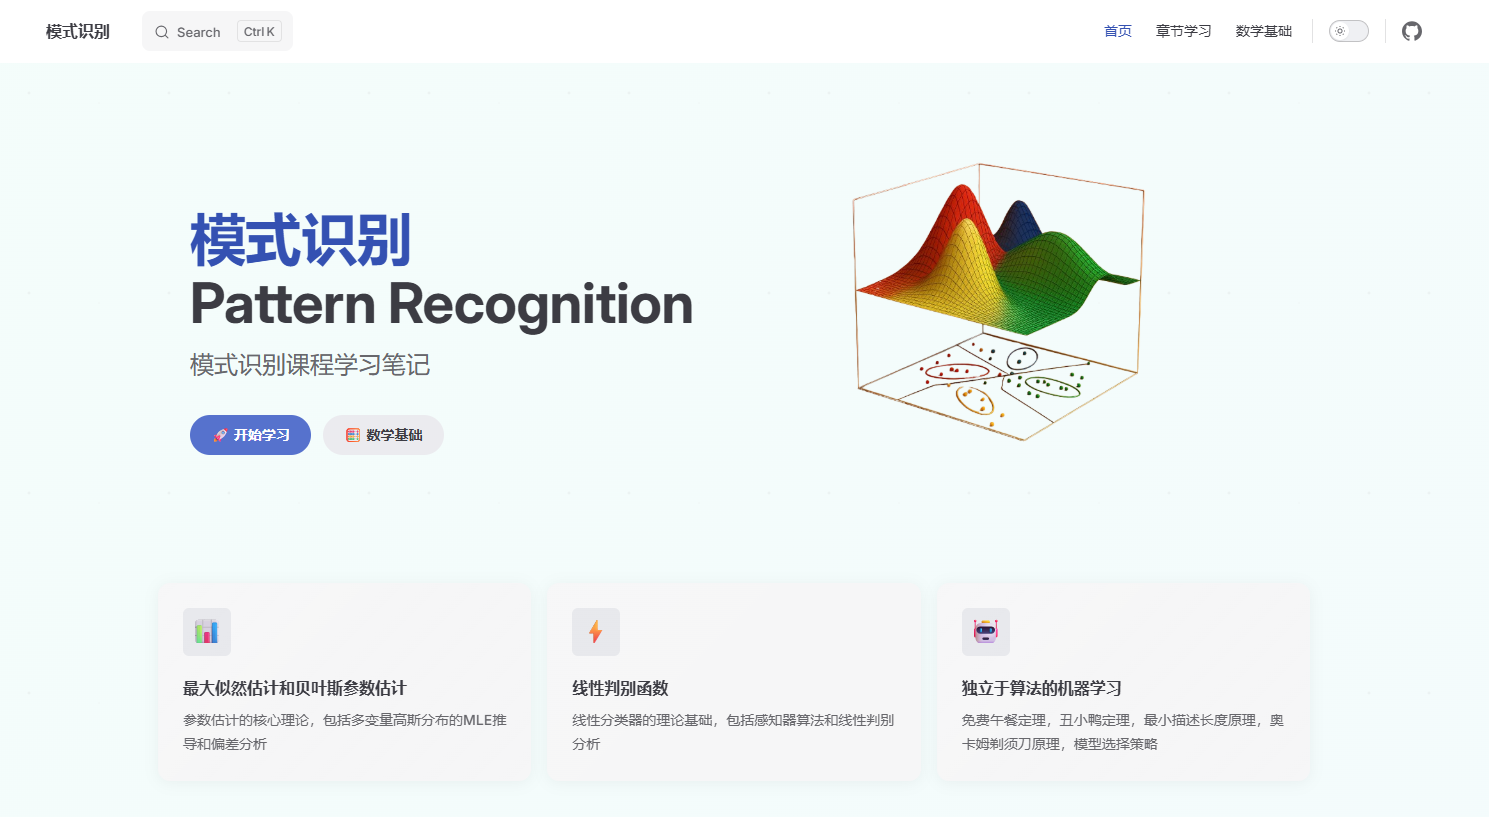 模式识别
Search
Ctrl K
首页
章节学习
数学基础
模式识别
Pattern Recognition
模式识别课程学习笔记
🚀 开始学习
🧮 数学基础
最大似然估计和贝叶斯参数估计
参数估计的核心理论，包括多变量高斯分布的MLE推
导和偏差分析
线性判别函数
线性分类器的理论基础，包括感知器算法和线性判别
分析
独立于算法的机器学习
免费午餐定理，丑小鸭定理，最小描述长度原理，奥
卡姆剃须刀原理，模型选择策略